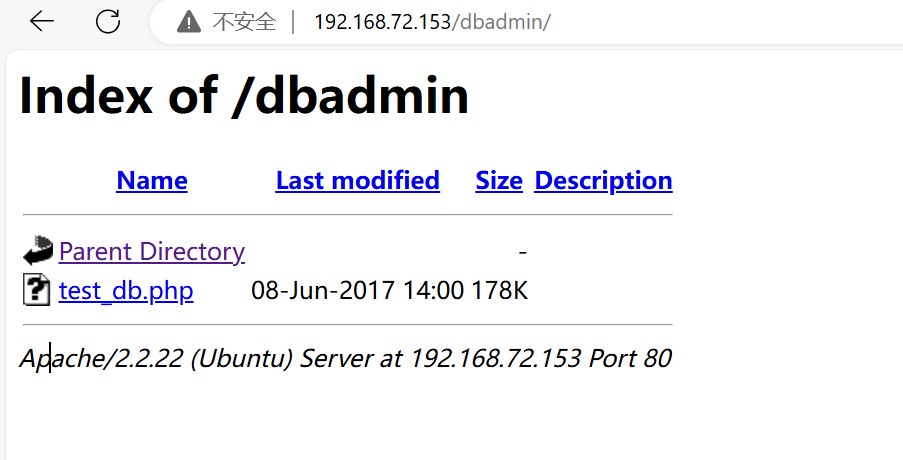 不安全 | 192.168.72.153/dbadmin/
Index of /dbadmin
Name Last modified Size Description
Parent Directory -
test_db.php 08-Jun-2017 14:00 178K
Apache/2.2.22 (Ubuntu) Server at 192.168.72.153 Port 80